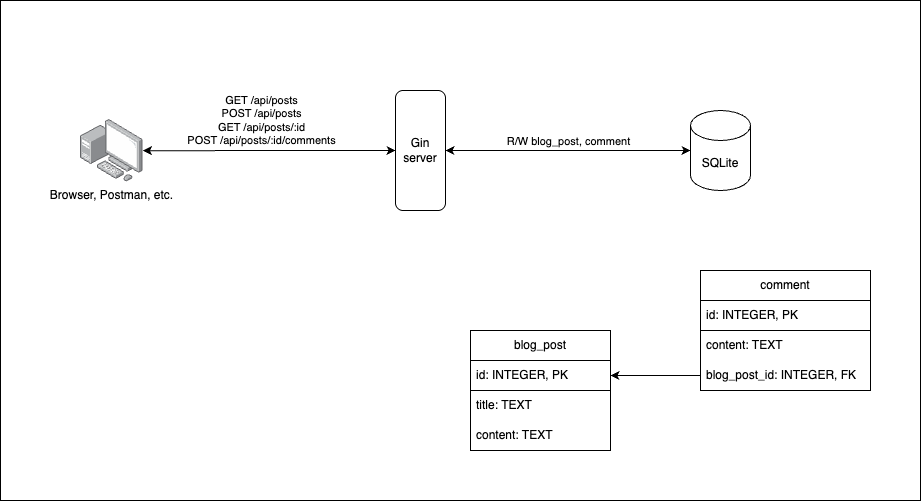 GET /api/posts
POST /api/posts
GET /api/posts/:id
POST /api/posts/:id/comments
Browser, Postman, etc.
Gin
server
R/W blog_post, comment
SQLite
comment
id: INTEGER, PK
content: TEXT
blog_post_id: INTEGER, FK
blog_post
id: INTEGER, PK
title: TEXT
content: TEXT